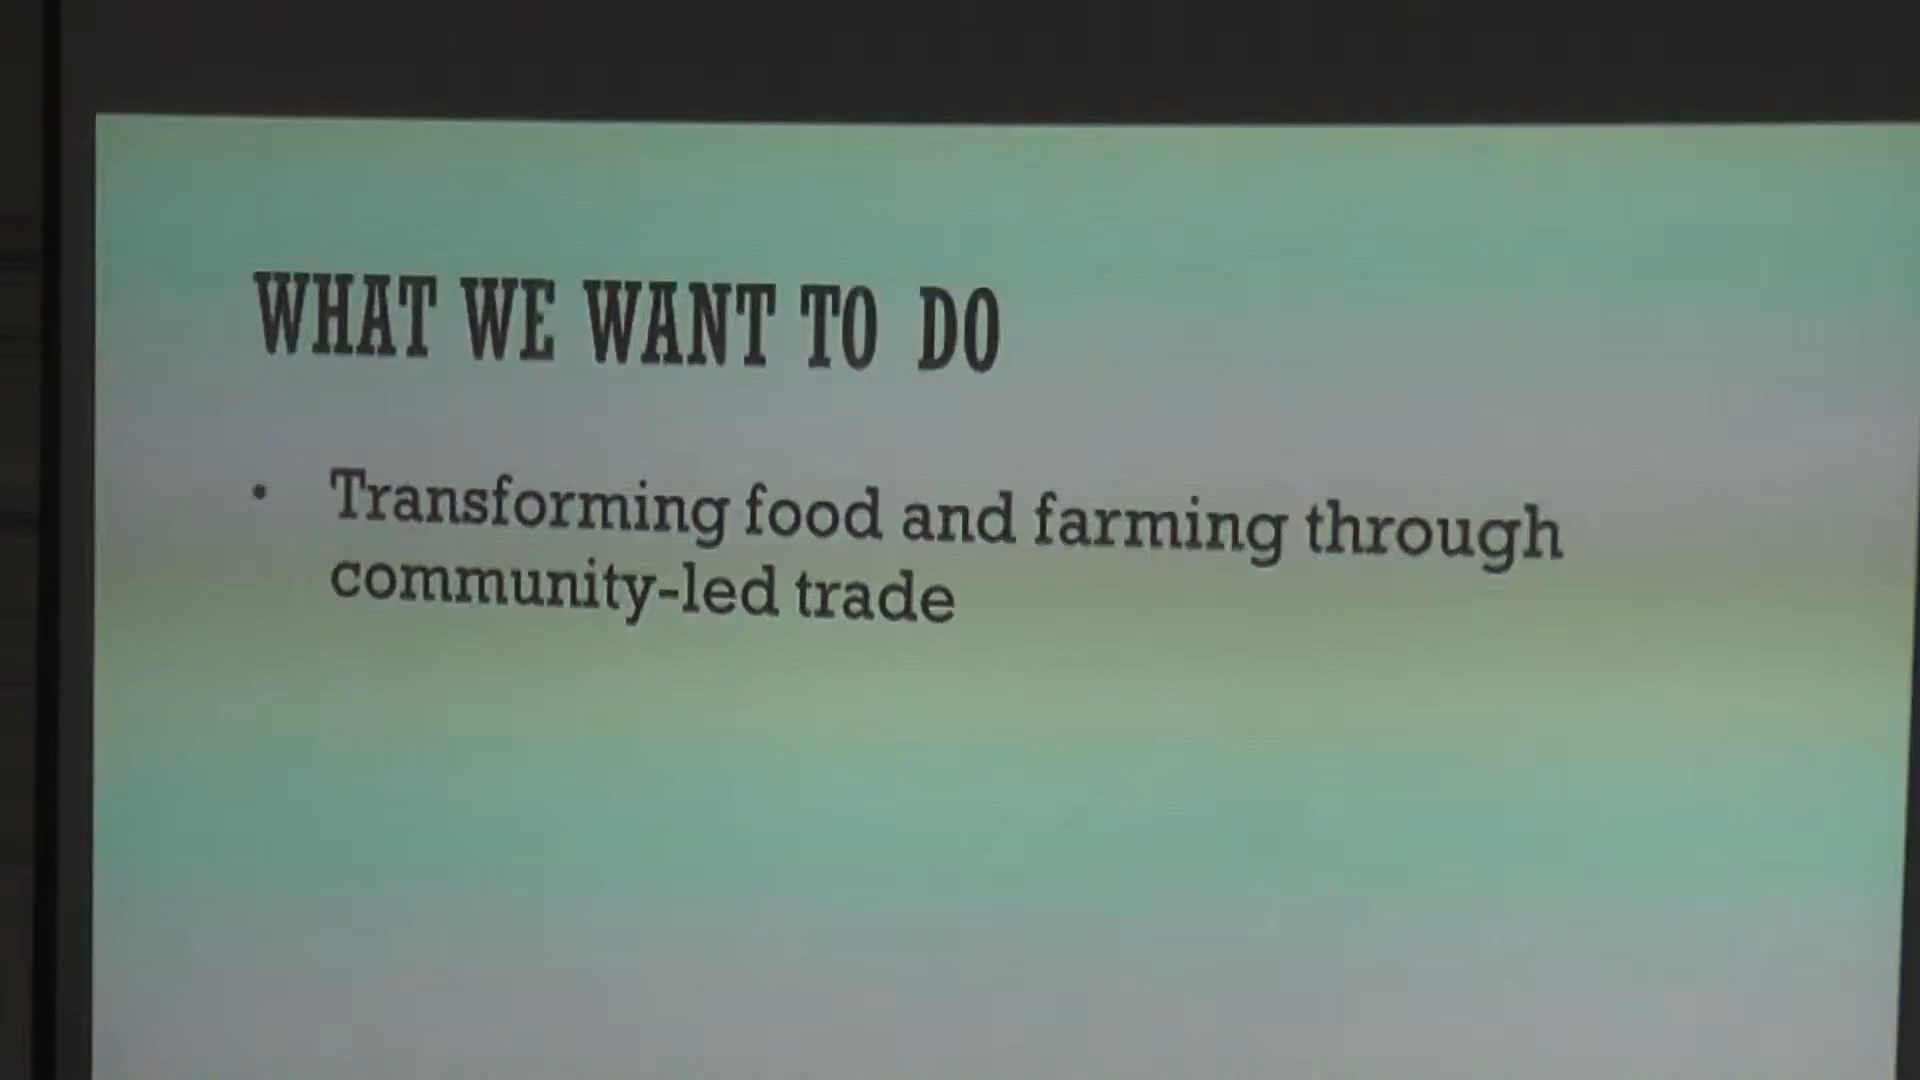 WHAT WE WANT TO DO
• Transforming food and farming through
community-led trade